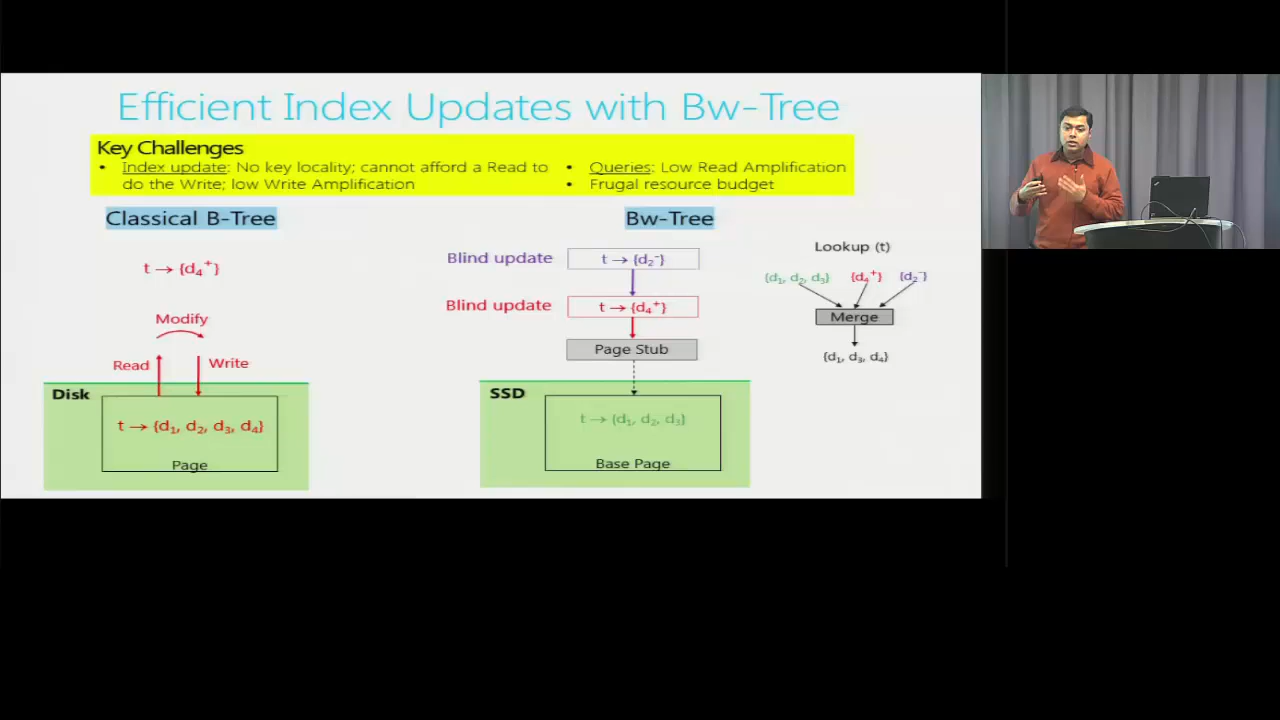 Efficient Index Updates with Bw-Tree
Key Challenges
• Index update: No key locality; cannot afford a Read to
do the Write; low Write Amplification
• Queries: Low Read Amplification
• Frugal resource budget
Classical B-Tree
t → {d₄⁺}
Modify
Read
Write
Disk
t → {d₁, d₂, d₃, d₄}
Page
Bw-Tree
Blind update
t → {d₂⁻}
Blind update
t → {d₄⁺}
Page Stub
SSD
t → {d₁, d₂, d₃}
Base Page
Lookup (t)
{d₁, d₂, d₃} {d₄⁺} {d₂⁻}
Merge
{d₁, d₃, d₄}